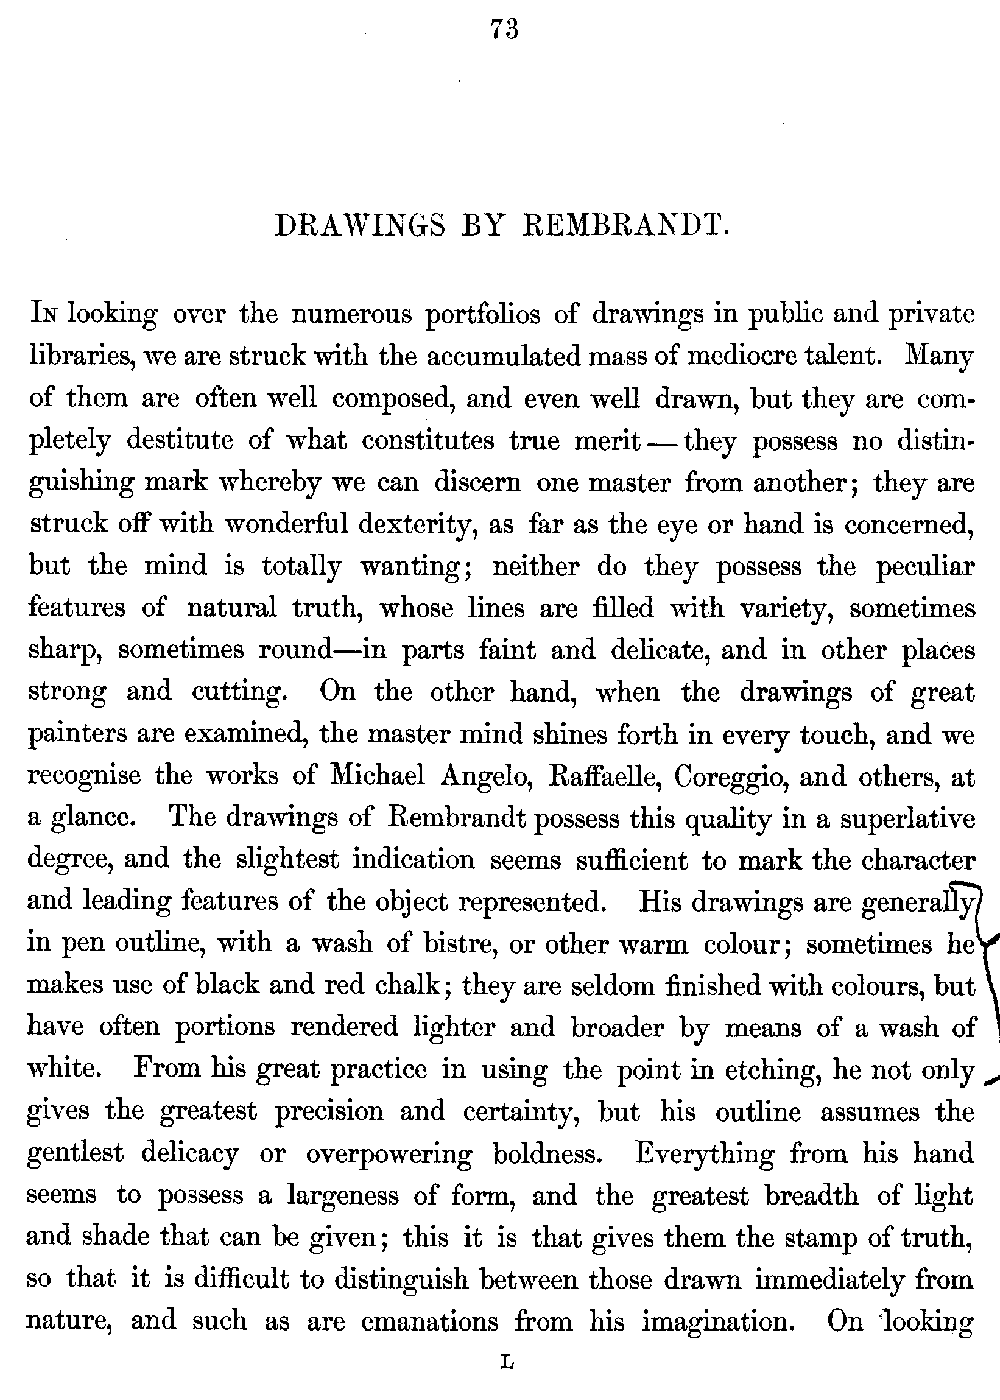 73
DRAWINGS BY REMBRANDT.
IN looking over the numerous portfolios of drawings in public and private
libraries, we are struck with the accumulated mass of mediocre talent. Many
of them are often well composed, and even well drawn, but they are com-
pletely destitute of what constitutes true merit—they possess no distin-
guishing mark whereby we can discern one master from another; they are
struck off with wonderful dexterity, as far as the eye or hand is concerned,
but the mind is totally wanting; neither do they possess the peculiar
features of natural truth, whose lines are filled with variety, sometimes
sharp, sometimes round—in parts faint and delicate, and in other places
strong and cutting. On the other hand, when the drawings of great
painters are examined, the master mind shines forth in every touch, and we
recognise the works of Michael Angelo, Raffaelle, Coreggio, and others, at
a glance. The drawings of Rembrandt possess this quality in a superlative
degree, and the slightest indication seems sufficient to mark the character
and leading features of the object represented. His drawings are generally
in pen outline, with a wash of bistre, or other warm colour; sometimes he
makes use of black and red chalk; they are seldom finished with colours, but
have often portions rendered lighter and broader by means of a wash of
white. From his great practice in using the point in etching, he not only
gives the greatest precision and certainty, but his outline assumes the
gentlest delicacy or overpowering boldness. Everything from his hand
seems to possess a largeness of form, and the greatest breadth of light
and shade that can be given; this it is that gives them the stamp of truth,
so that it is difficult to distinguish between those drawn immediately from
nature, and such as are emanations from his imagination. On looking
L